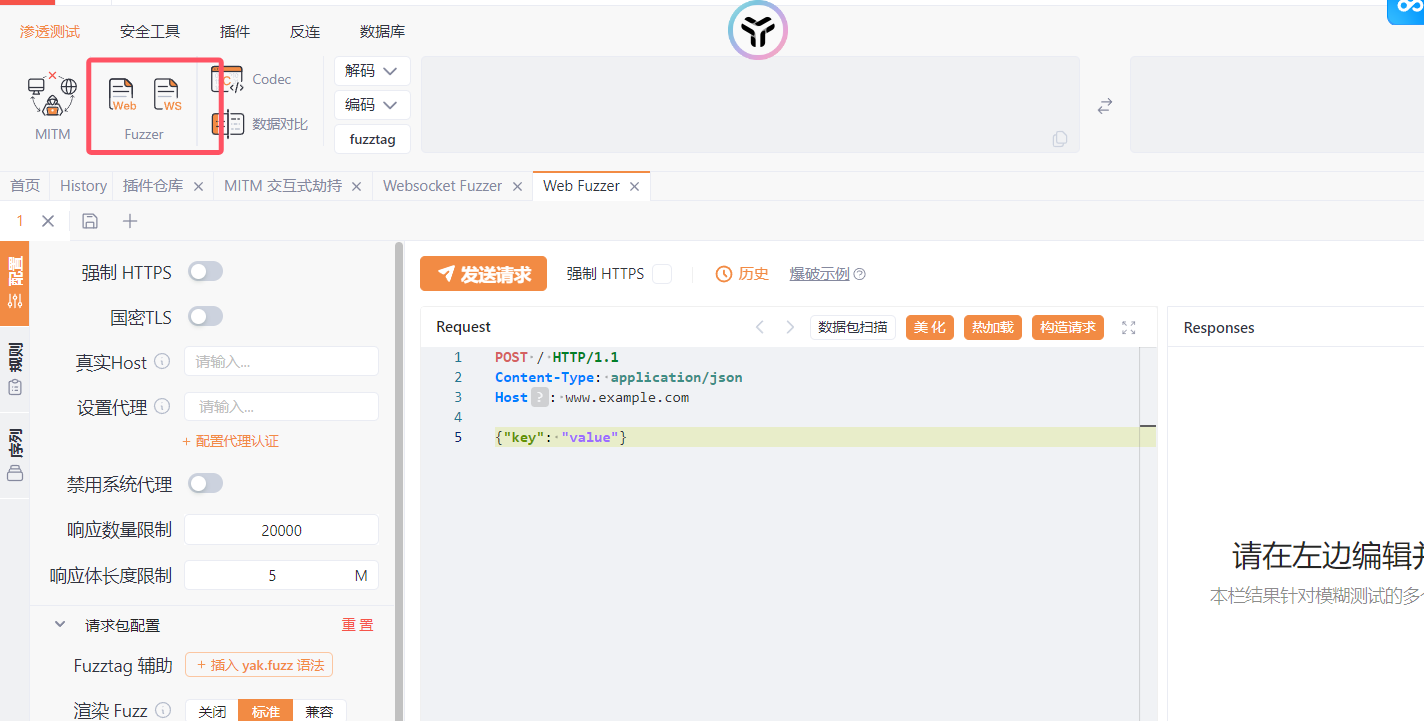 渗透测试 安全工具 插件 反连 数据库
MITM
Web WS
Fuzzer
Codec
数据对比
解码
编码
fuzztag
首页 History 插件仓库 MITM 交互式劫持 Websocket Fuzzer Web Fuzzer
1
配置
规则
序列
强制 HTTPS
国密TLS
真实Host 请输入...
设置代理 请输入...
+ 配置代理认证
禁用系统代理
响应数量限制 20000
响应体长度限制 5 M
请求包配置 重置
Fuzztag 辅助 + 插入 yak.fuzz 语法
渲染 Fuzz 关闭 标准 兼容
发送请求 强制 HTTPS 历史 爆破示例
Request 数据包扫描 美化 热加载 构造请求
1 POST / HTTP/1.1
2 Content-Type: application/json
3 Host ? : www.example.com
4
5 {"key": "value"}
Responses
请在左边编辑并
本栏结果针对模糊测试的多